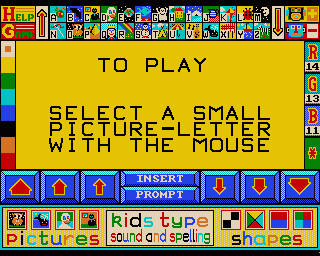 HELP
GAME
A B C D E F G H I J K L M
N O P Q R S T U V W X Y Z
TO PLAY
SELECT A SMALL
PICTURE-LETTER
WITH THE MOUSE
R
14
G
13
B
11
INSERT
PROMPT
pictures
kids type
sound and spelling
shapes